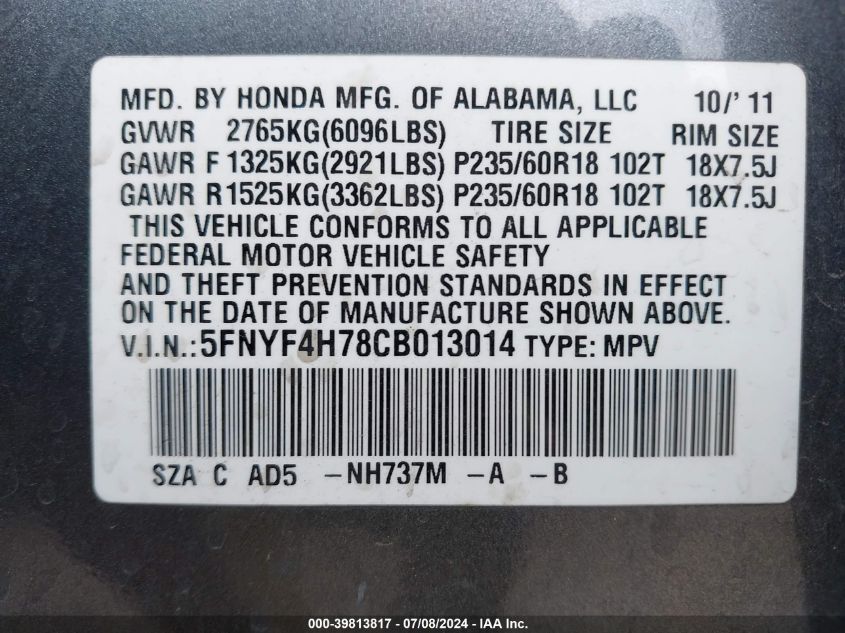 MFD. BY HONDA MFG. OF ALABAMA, LLC 10/'11
GVWR 2765KG(6096LBS) TIRE SIZE RIM SIZE
GAWR F 1325KG(2921LBS) P235/60R18 102T 18X7.5J
GAWR R1525KG(3362LBS) P235/60R18 102T 18X7.5J
THIS VEHICLE CONFORMS TO ALL APPLICABLE
FEDERAL MOTOR VEHICLE SAFETY
AND THEFT PREVENTION STANDARDS IN EFFECT
ON THE DATE OF MANUFACTURE SHOWN ABOVE.
V.I.N.:5FNYF4H78CB013014 TYPE: MPV
SZA C AD5 -NH737M -A -B
000-39813817 - 07/08/2024 - IAA Inc.